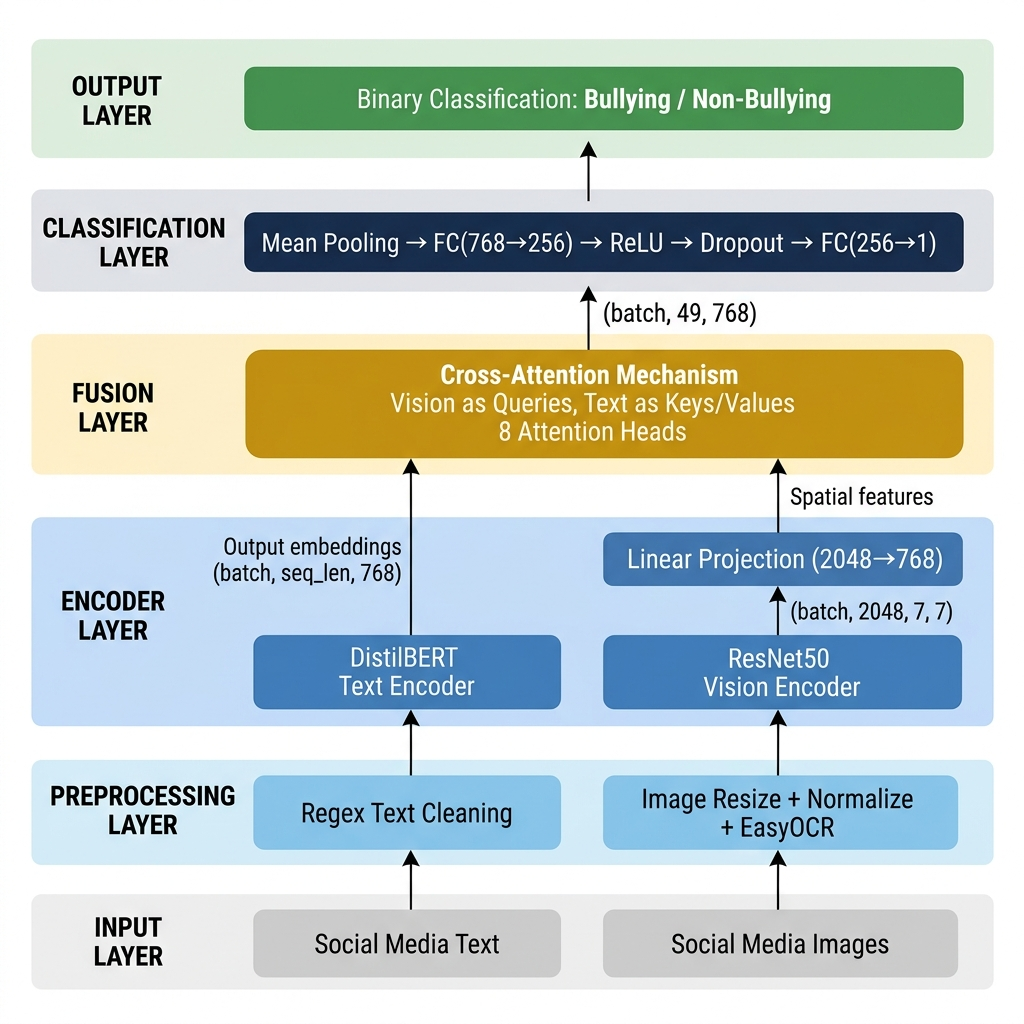 OUTPUT
LAYER
Binary Classification: Bullying / Non-Bullying
CLASSIFICATION
LAYER
Mean Pooling → FC(768→256) → ReLU → Dropout → FC(256→1)
(batch, 49, 768)
FUSION
LAYER
Cross-Attention Mechanism
Vision as Queries, Text as Keys/Values
8 Attention Heads
Spatial features
Output embeddings
(batch, seq_len, 768)
Linear Projection (2048→768)
(batch, 2048, 7, 7)
ENCODER
LAYER
DistilBERT
Text Encoder
ResNet50
Vision Encoder
PREPROCESSING
LAYER
Regex Text Cleaning
Image Resize + Normalize
+ EasyOCR
INPUT
LAYER
Social Media Text
Social Media Images